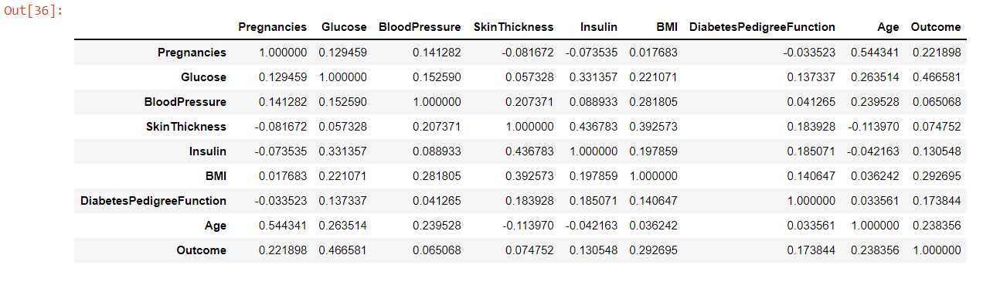 Out[36]:
Pregnancies Glucose BloodPressure SkinThickness Insulin BMI DiabetesPedigreeFunction Age Outcome
Pregnancies 1.000000 0.129459 0.141282 -0.081672 -0.073535 0.017683 -0.033523 0.544341 0.221898
Glucose 0.129459 1.000000 0.152590 0.057328 0.331357 0.221071 0.137337 0.263514 0.466581
BloodPressure 0.141282 0.152590 1.000000 0.207371 0.088933 0.281805 0.041265 0.239528 0.065068
SkinThickness -0.081672 0.057328 0.207371 1.000000 0.436783 0.392573 0.183928 -0.113970 0.074752
Insulin -0.073535 0.331357 0.088933 0.436783 1.000000 0.197859 0.185071 -0.042163 0.130548
BMI 0.017683 0.221071 0.281805 0.392573 0.197859 1.000000 0.140647 0.036242 0.292695
DiabetesPedigreeFunction -0.033523 0.137337 0.041265 0.183928 0.185071 0.140647 1.000000 0.033561 0.173844
Age 0.544341 0.263514 0.239528 -0.113970 -0.042163 0.036242 0.033561 1.000000 0.238356
Outcome 0.221898 0.466581 0.065068 0.074752 0.130548 0.292695 0.173844 0.238356 1.000000